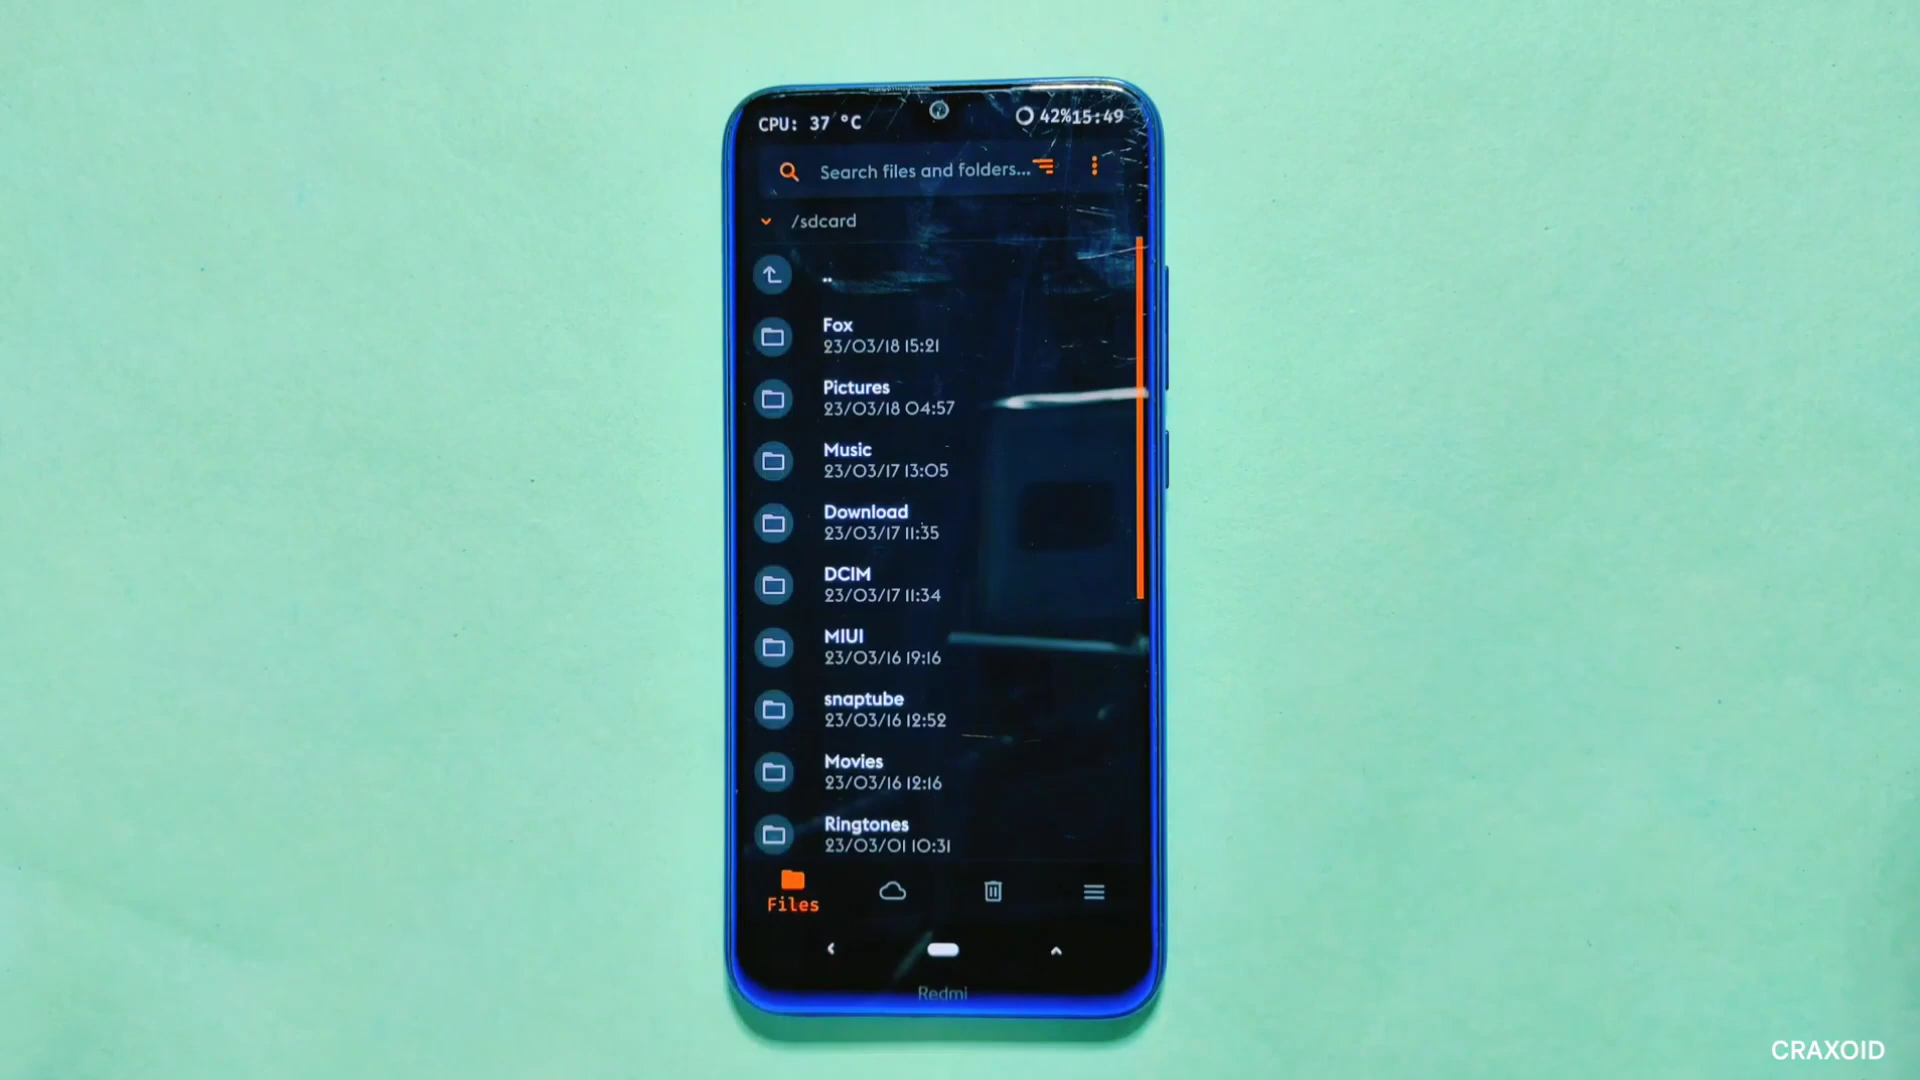 CPU: 37 °C
42% 15:49
Search files and folders...
/sdcard
..
Fox
23/03/18 15:21
Pictures
23/03/18 04:57
Music
23/03/17 13:05
Download
23/03/17 11:35
DCIM
23/03/17 11:34
MIUI
23/03/16 19:16
snaptube
23/03/16 12:52
Movies
23/03/16 12:16
Ringtones
23/03/01 10:31
Files
Redmi
CRAXOID